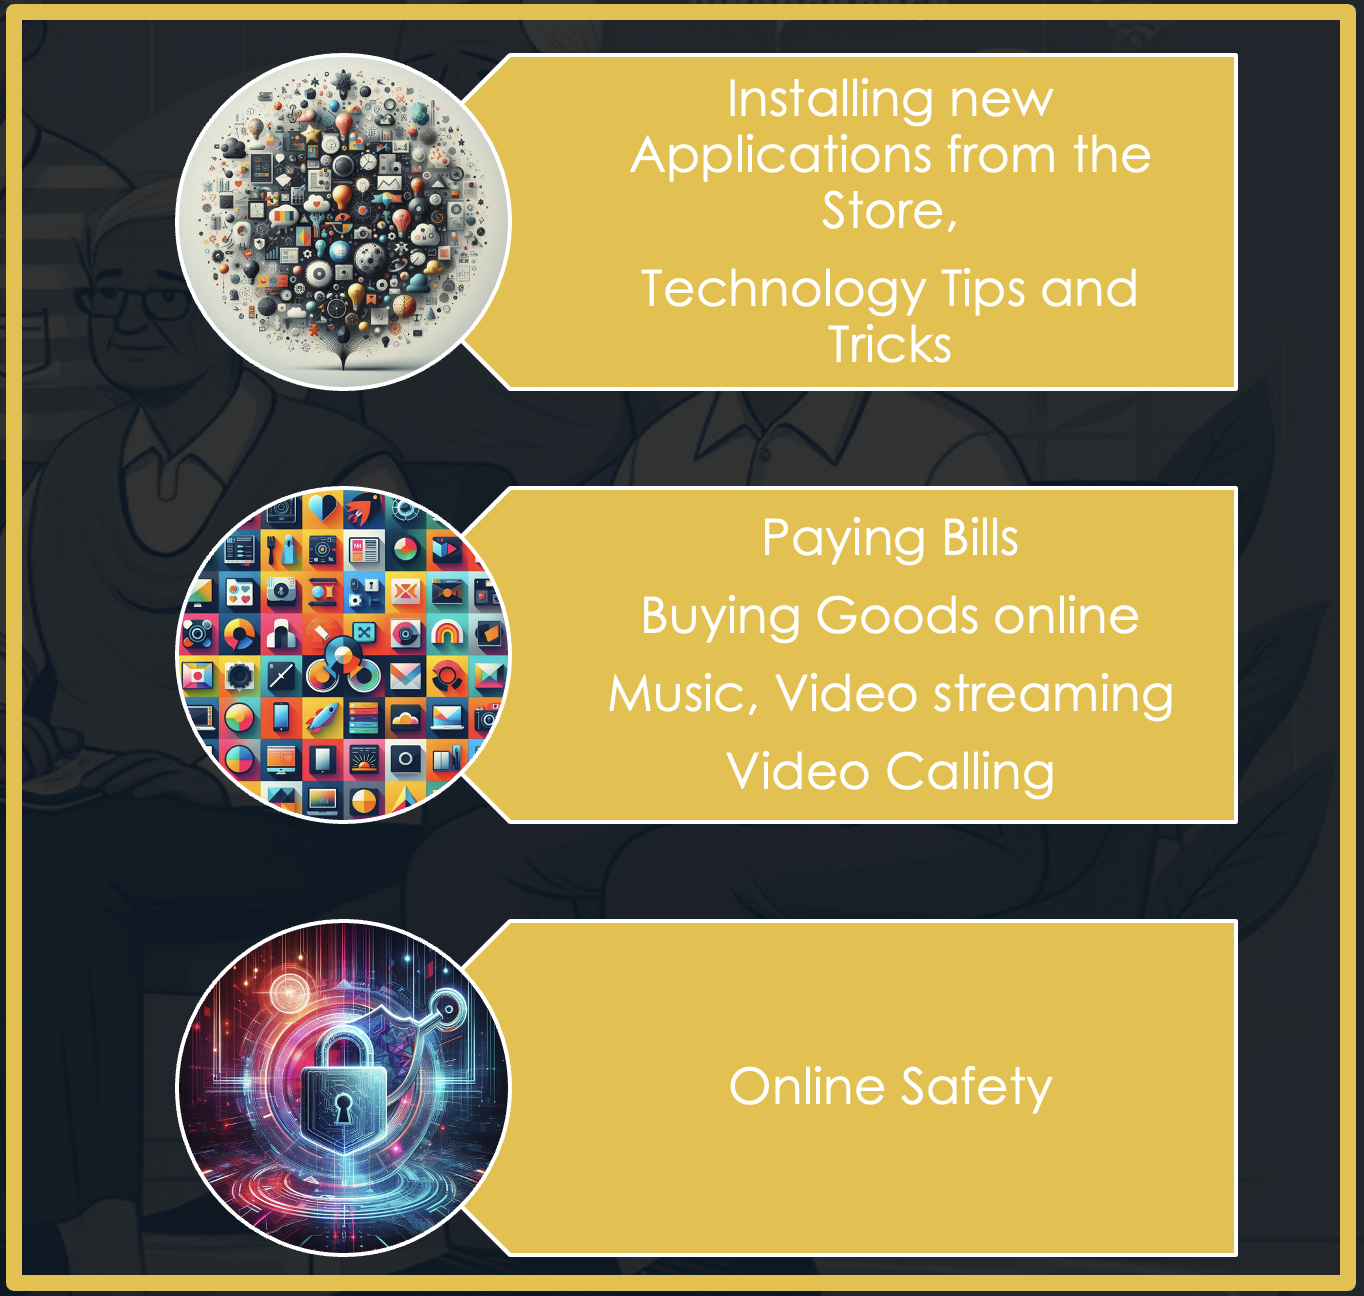 Installing new
Applications from the
Store,
Technology Tips and
Tricks
Paying Bills
Buying Goods online
Music, Video streaming
Video Calling
Online Safety